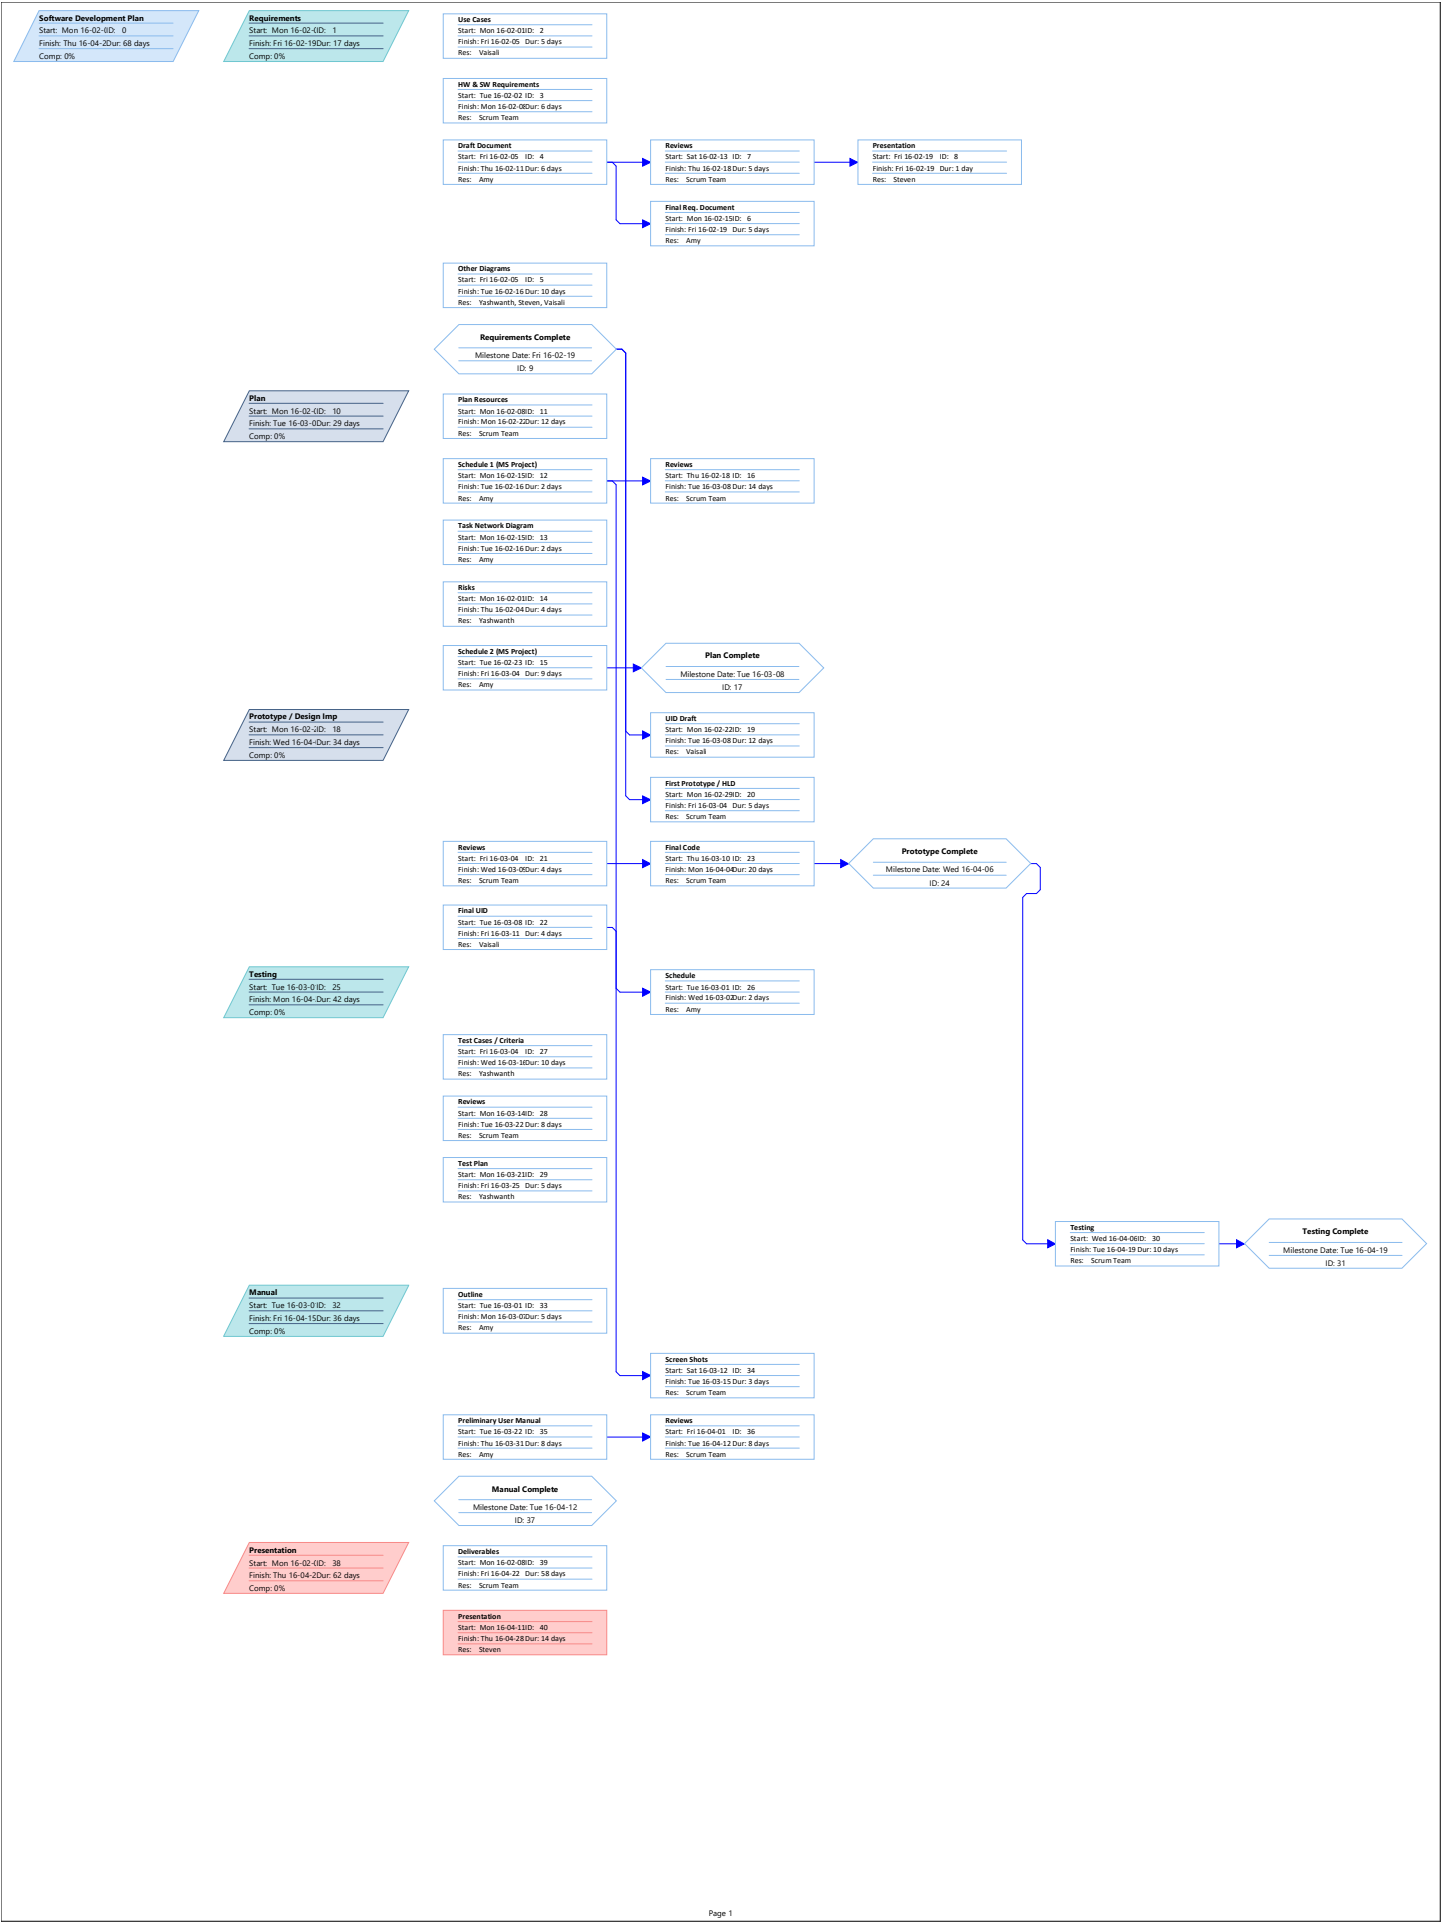 Software Development Plan
Start: Mon 16-02-0 ID: 0
Finish: Thu 16-04-2 Dur: 68 days
Comp: 0%
Requirements
Start: Mon 16-02-0 ID: 1
Finish: Fri 16-02-19 Dur: 17 days
Comp: 0%
Use Cases
Start: Mon 16-02-01 ID: 2
Finish: Fri 16-02-05 Dur: 5 days
Res: Vaisali
HW & SW Requirements
Start: Tue 16-02-02 ID: 3
Finish: Mon 16-02-08 Dur: 6 days
Res: Scrum Team
Draft Document
Start: Fri 16-02-05 ID: 4
Finish: Thu 16-02-11 Dur: 6 days
Res: Amy
Reviews
Start: Sat 16-02-13 ID: 7
Finish: Thu 16-02-18 Dur: 5 days
Res: Scrum Team
Presentation
Start: Fri 16-02-19 ID: 8
Finish: Fri 16-02-19 Dur: 1 day
Res: Steven
Final Req. Document
Start: Mon 16-02-15 ID: 6
Finish: Fri 16-02-19 Dur: 5 days
Res: Amy
Other Diagrams
Start: Fri 16-02-05 ID: 5
Finish: Tue 16-02-16 Dur: 10 days
Res: Yashwanth, Steven, Vaisali
Requirements Complete
Milestone Date: Fri 16-02-19
ID: 9
Plan
Start: Mon 16-02-0 ID: 10
Finish: Tue 16-03-0 Dur: 29 days
Comp: 0%
Plan Resources
Start: Mon 16-02-08 ID: 11
Finish: Mon 16-02-22 Dur: 12 days
Res: Scrum Team
Schedule 1 (MS Project)
Start: Mon 16-02-15 ID: 12
Finish: Tue 16-02-16 Dur: 2 days
Res: Amy
Reviews
Start: Thu 16-02-18 ID: 16
Finish: Tue 16-03-08 Dur: 14 days
Res: Scrum Team
Task Network Diagram
Start: Mon 16-02-15 ID: 13
Finish: Tue 16-02-16 Dur: 2 days
Res: Amy
Risks
Start: Mon 16-02-01 ID: 14
Finish: Thu 16-02-04 Dur: 4 days
Res: Yashwanth
Schedule 2 (MS Project)
Start: Tue 16-02-23 ID: 15
Finish: Fri 16-03-04 Dur: 9 days
Res: Amy
Plan Complete
Milestone Date: Tue 16-03-08
ID: 17
Prototype / Design Imp
Start: Mon 16-02-2 ID: 18
Finish: Wed 16-04- Dur: 34 days
Comp: 0%
UID Draft
Start: Mon 16-02-22 ID: 19
Finish: Tue 16-03-08 Dur: 12 days
Res: Vaisali
First Prototype / HLD
Start: Mon 16-02-29 ID: 20
Finish: Fri 16-03-04 Dur: 5 days
Res: Scrum Team
Reviews
Start: Fri 16-03-04 ID: 21
Finish: Wed 16-03-09 Dur: 4 days
Res: Scrum Team
Final Code
Start: Thu 16-03-10 ID: 23
Finish: Mon 16-04-04 Dur: 20 days
Res: Scrum Team
Prototype Complete
Milestone Date: Wed 16-04-06
ID: 24
Final UID
Start: Tue 16-03-08 ID: 22
Finish: Fri 16-03-11 Dur: 4 days
Res: Vaisali
Testing
Start: Tue 16-03-0 ID: 25
Finish: Mon 16-04- Dur: 42 days
Comp: 0%
Schedule
Start: Tue 16-03-01 ID: 26
Finish: Wed 16-03-02 Dur: 2 days
Res: Amy
Test Cases / Criteria
Start: Fri 16-03-04 ID: 27
Finish: Wed 16-03-16 Dur: 10 days
Res: Yashwanth
Reviews
Start: Mon 16-03-14 ID: 28
Finish: Tue 16-03-22 Dur: 8 days
Res: Scrum Team
Test Plan
Start: Mon 16-03-21 ID: 29
Finish: Fri 16-03-25 Dur: 5 days
Res: Yashwanth
Testing
Start: Wed 16-04-06 ID: 30
Finish: Tue 16-04-19 Dur: 10 days
Res: Scrum Team
Testing Complete
Milestone Date: Tue 16-04-19
ID: 31
Manual
Start: Tue 16-03-0 ID: 32
Finish: Fri 16-04-15 Dur: 36 days
Comp: 0%
Outline
Start: Tue 16-03-01 ID: 33
Finish: Mon 16-03-07 Dur: 5 days
Res: Amy
Screen Shots
Start: Sat 16-03-12 ID: 34
Finish: Tue 16-03-15 Dur: 3 days
Res: Scrum Team
Preliminary User Manual
Start: Tue 16-03-22 ID: 35
Finish: Thu 16-03-31 Dur: 8 days
Res: Amy
Reviews
Start: Fri 16-04-01 ID: 36
Finish: Tue 16-04-12 Dur: 8 days
Res: Scrum Team
Manual Complete
Milestone Date: Tue 16-04-12
ID: 37
Presentation
Start: Mon 16-02-0 ID: 38
Finish: Thu 16-04-2 Dur: 62 days
Comp: 0%
Deliverables
Start: Mon 16-02-08 ID: 39
Finish: Fri 16-04-22 Dur: 58 days
Res: Scrum Team
Presentation
Start: Mon 16-04-11 ID: 40
Finish: Thu 16-04-28 Dur: 14 days
Res: Steven
Page 1